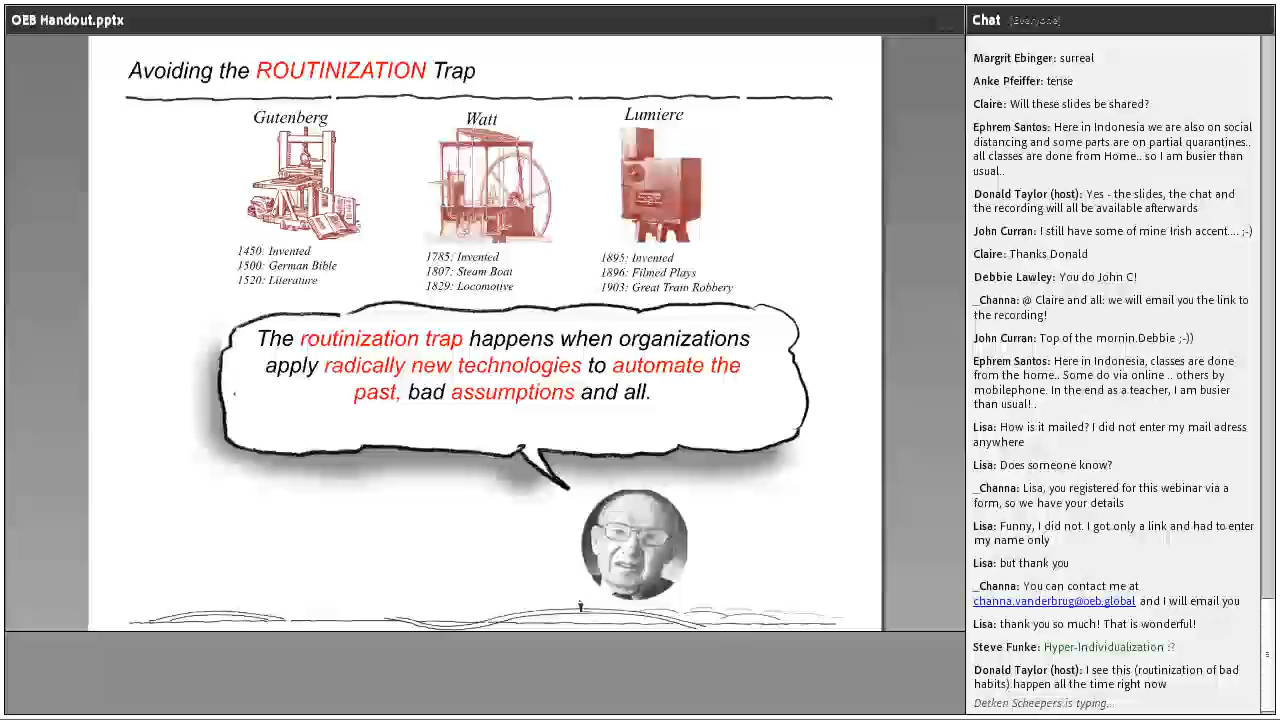 OEB Handout.pptx
Avoiding the ROUTINIZATION Trap
Gutenberg
1450: Invented
1500: German Bible
1520: Literature
Watt
1785: Invented
1807: Steam Boat
1829: Locomotive
Lumiere
1895: Invented
1896: Filmed Plays
1903: Great Train Robbery
The routinization trap happens when organizations
apply radically new technologies to automate the
past, bad assumptions and all.
Chat (Everyone)
Margrit Ebinger: surreal
Anke Pfeiffer: tense
Claire: Will these slides be shared?
Ephrem Santos: Here in Indonesia we are also on social
distancing and some parts are on partial quarantines..
all classes are done from Home.. so I am busier than
usual..
Donald Taylor (host): Yes - the slides, the chat and
the recording will all be available afterwards
John Curran: I still have some of mine Irish accent.... ;-)
Claire: Thanks Donald
Debbie Lawley: You do John C!
_Channa: @ Claire and all: we will email you the link to
the recording!
John Curran: Top of the mornin.Debbie ;-))
Ephrem Santos: Here in Indonesia, classes are done
from the home.. Some do via online .. others by
mobilephone. In the end as a teacher, I am busier
than usual! .
Lisa: How is it mailed? I did not enter my mail adress
anywhere
Lisa: Does someone know?
_Channa: Lisa, you registered for this webinar via a
form, so we have your details
Lisa: Funny, I did not. I got only a link and had to enter
my name only
Lisa: but thank you
_Channa: You can contact me at
channa.vanderbrug@oeb.global and I will email you
Lisa: thank you so much! That is wonderful!
Steve Funke: Hyper-Individualization :?
Donald Taylor (host): I see this (routinization of bad
habits) happen all the time right now
Detken Scheepers is typing...